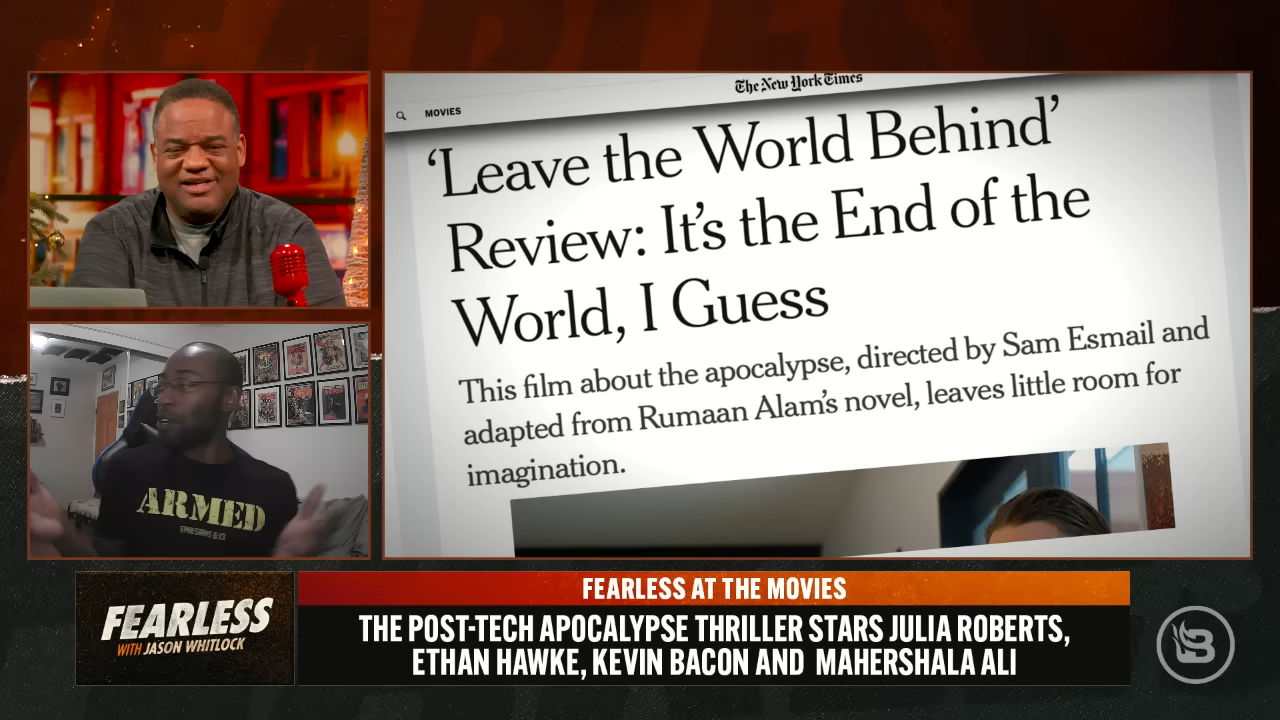 The New York Times
MOVIES
‘Leave the World Behind’
Review: It’s the End of the
World, I Guess
This film about the apocalypse, directed by Sam Esmail and
adapted from Rumaan Alam’s novel, leaves little room for
imagination.
ARMED
EPHESIANS 6:13
FEARLESS
WITH JASON WHITLOCK
FEARLESS AT THE MOVIES
THE POST-TECH APOCALYPSE THRILLER STARS JULIA ROBERTS,
ETHAN HAWKE, KEVIN BACON AND MAHERSHALA ALI
B